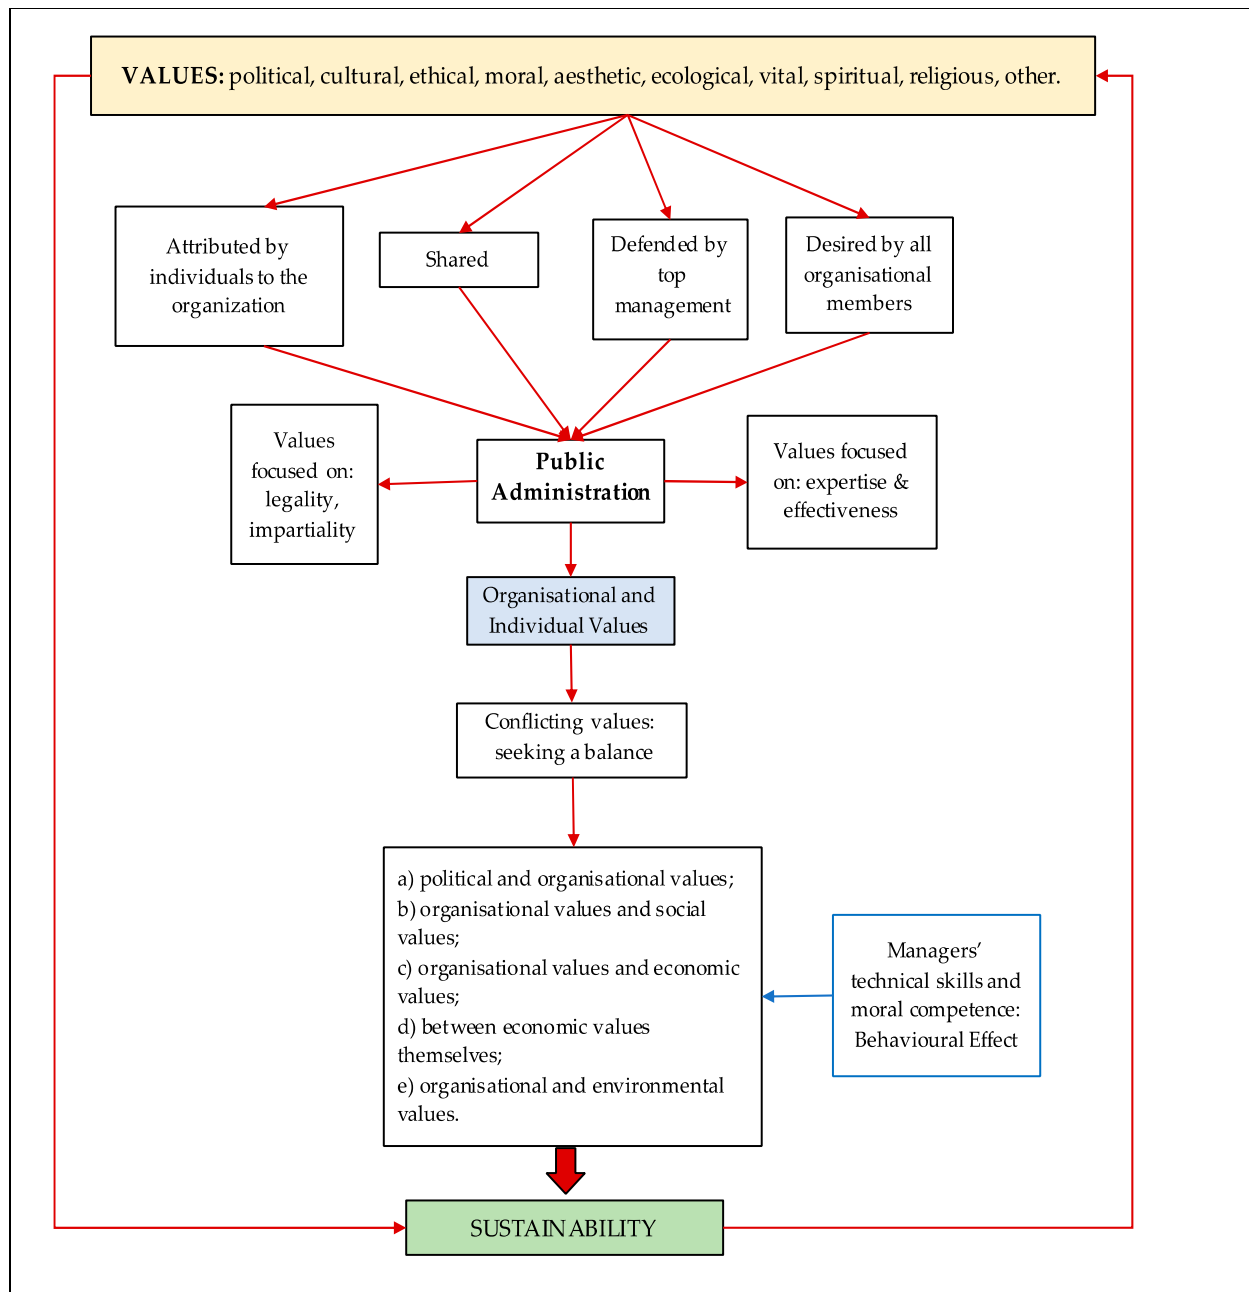 VALUES: political, cultural, ethical, moral, aesthetic, ecological, vital, spiritual, religious, other.
Attributed by
individuals to the
organization
Shared
Defended by
top
management
Desired by all
organisational
members
Values
focused on:
legality,
impartiality
Public
Administration
Values focused
on: expertise &
effectiveness
Organisational and
Individual Values
Conflicting values:
seeking a balance
a) political and organisational values;
b) organisational values and social
values;
c) organisational values and economic
values;
d) between economic values
themselves;
e) organisational and environmental
values.
Managers’
technical skills and
moral competence:
Behavioural Effect
SUSTAINABILITY